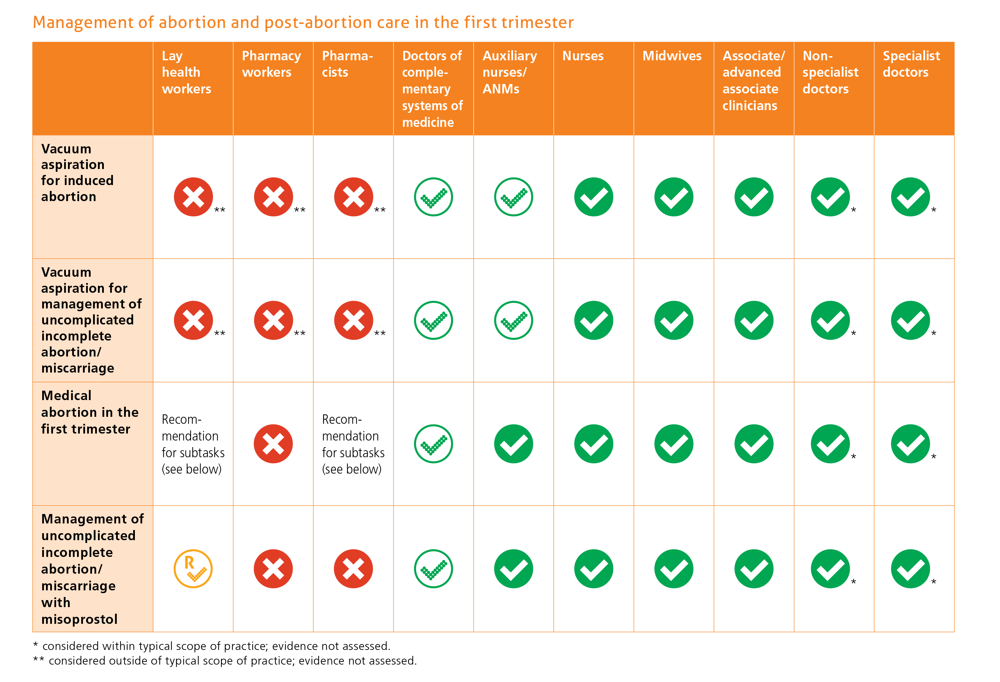 Management of abortion and post-abortion care in the first trimester
Lay
health
workers
Pharmacy
workers
Pharma-
cists
Doctors of
comple-
mentary
systems of
medicine
Auxiliary
nurses/
ANMs
Nurses
Midwives
Associate/
advanced
associate
clinicians
Non-
specialist
doctors
Specialist
doctors
Vacuum
aspiration
for induced
abortion
**
**
**
*
*
Vacuum
aspiration for
management of
uncomplicated
incomplete
abortion/
miscarriage
**
**
**
*
*
Medical
abortion in the
first trimester
Recom-
mendation
for subtasks
(see below)
Recom-
mendation
for subtasks
(see below)
*
*
Management of
uncomplicated
incomplete
abortion/
miscarriage
with
misoprostol
R
*
*
* considered within typical scope of practice; evidence not assessed.
** considered outside of typical scope of practice; evidence not assessed.